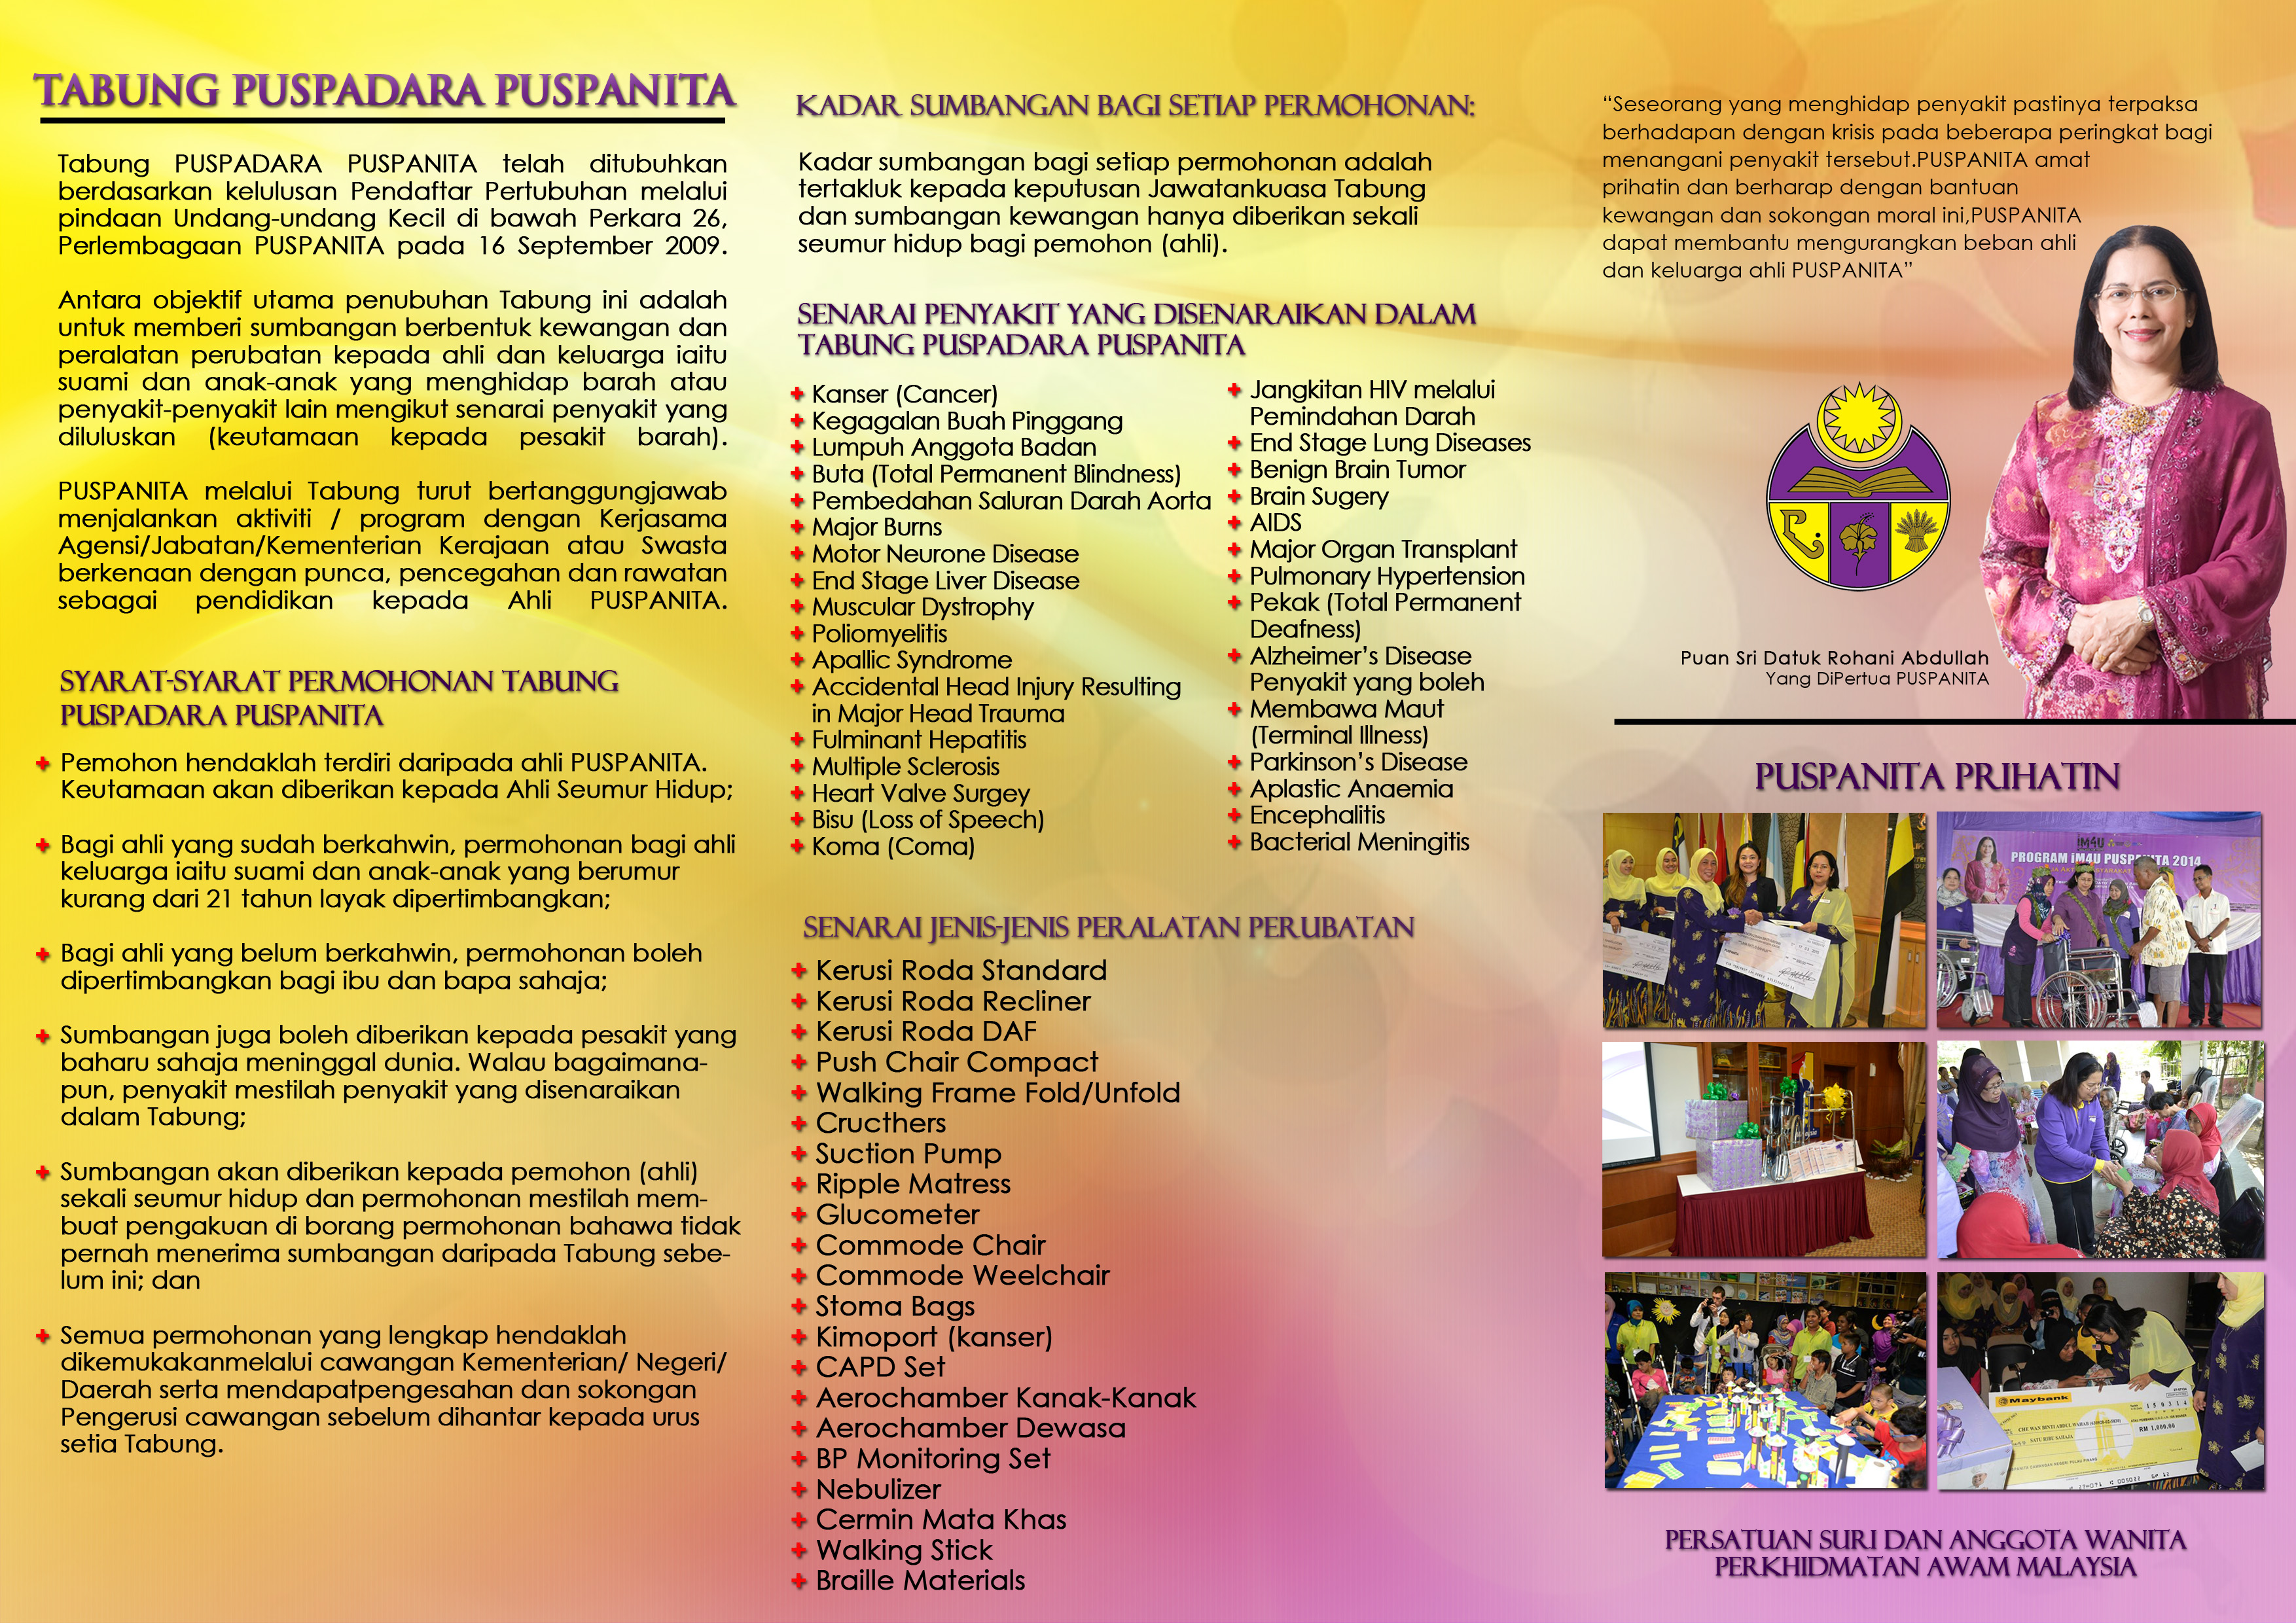 TABUNG PUSPADARA PUSPANITA
Tabung PUSPADARA PUSPANITA telah ditubuhkan
berdasarkan kelulusan Pendaftar Pertubuhan melalui
pindaan Undang-undang Kecil di bawah Perkara 26,
Perlembagaan PUSPANITA pada 16 September 2009.
Antara objektif utama penubuhan Tabung ini adalah
untuk memberi sumbangan berbentuk kewangan dan
peralatan perubatan kepada ahli dan keluarga iaitu
suami dan anak-anak yang menghidap barah atau
penyakit-penyakit lain mengikut senarai penyakit yang
diluluskan (keutamaan kepada pesakit barah).
PUSPANITA melalui Tabung turut bertanggungjawab
menjalankan aktiviti / program dengan Kerjasama
Agensi/Jabatan/Kementerian Kerajaan atau Swasta
berkenaan dengan punca, pencegahan dan rawatan
sebagai pendidikan kepada Ahli PUSPANITA.
SYARAT-SYARAT PERMOHONAN TABUNG
PUSPADARA PUSPANITA
Pemohon hendaklah terdiri daripada ahli PUSPANITA.
Keutamaan akan diberikan kepada Ahli Seumur Hidup;
Bagi ahli yang sudah berkahwin, permohonan bagi ahli
keluarga iaitu suami dan anak-anak yang berumur
kurang dari 21 tahun layak dipertimbangkan;
Bagi ahli yang belum berkahwin, permohonan boleh
dipertimbangkan bagi ibu dan bapa sahaja;
Sumbangan juga boleh diberikan kepada pesakit yang
baharu sahaja meninggal dunia. Walau bagaimana-
pun, penyakit mestilah penyakit yang disenaraikan
dalam Tabung;
Sumbangan akan diberikan kepada pemohon (ahli)
sekali seumur hidup dan permohonan mestilah mem-
buat pengakuan di borang permohonan bahawa tidak
pernah menerima sumbangan daripada Tabung sebe-
lum ini; dan
Semua permohonan yang lengkap hendaklah
dikemukakanmelalui cawangan Kementerian/ Negeri/
Daerah serta mendapatpengesahan dan sokongan
Pengerusi cawangan sebelum dihantar kepada urus
setia Tabung.
KADAR SUMBANGAN BAGI SETIAP PERMOHONAN:
Kadar sumbangan bagi setiap permohonan adalah
tertakluk kepada keputusan Jawatankuasa Tabung
dan sumbangan kewangan hanya diberikan sekali
seumur hidup bagi pemohon (ahli).
SENARAI PENYAKIT YANG DISENARAIKAN DALAM
TABUNG PUSPADARA PUSPANITA
Kanser (Cancer)
Kegagalan Buah Pinggang
Lumpuh Anggota Badan
Buta (Total Permanent Blindness)
Pembedahan Saluran Darah Aorta
Major Burns
Motor Neurone Disease
End Stage Liver Disease
Muscular Dystrophy
Poliomyelitis
Apallic Syndrome
Accidental Head Injury Resulting
in Major Head Trauma
Fulminant Hepatitis
Multiple Sclerosis
Heart Valve Surgey
Bisu (Loss of Speech)
Koma (Coma)
Jangkitan HIV melalui
Pemindahan Darah
End Stage Lung Diseases
Benign Brain Tumor
Brain Sugery
AIDS
Major Organ Transplant
Pulmonary Hypertension
Pekak (Total Permanent
Deafness)
Alzheimer's Disease
Penyakit yang boleh
Membawa Maut
(Terminal Illness)
Parkinson's Disease
Aplastic Anaemia
Encephalitis
Bacterial Meningitis
SENARAI JENIS-JENIS PERALATAN PERUBATAN
Kerusi Roda Standard
Kerusi Roda Recliner
Kerusi Roda DAF
Push Chair Compact
Walking Frame Fold/Unfold
Cructhers
Suction Pump
Ripple Matress
Glucometer
Commode Chair
Commode Weelchair
Stoma Bags
Kimoport (kanser)
CAPD Set
Aerochamber Kanak-Kanak
Aerochamber Dewasa
BP Monitoring Set
Nebulizer
Cermin Mata Khas
Walking Stick
Braille Materials
“Seseorang yang menghidap penyakit pastinya terpaksa
berhadapan dengan krisis pada beberapa peringkat bagi
menangani penyakit tersebut.PUSPANITA amat
prihatin dan berharap dengan bantuan
kewangan dan sokongan moral ini,PUSPANITA
dapat membantu mengurangkan beban ahli
dan keluarga ahli PUSPANITA”
Puan Sri Datuk Rohani Abdullah
Yang DiPertua PUSPANITA
PUSPANITA PRIHATIN
iM4U
PROGRAM iM4U PUSPANITA 2014
Maybank
150314
CHE WAN BINTI ABDUL WAHAB
SATU RIBU SAHAJA
RM 1,000.00
PERSATUAN SURI DAN ANGGOTA WANITA
PERKHIDMATAN AWAM MALAYSIA